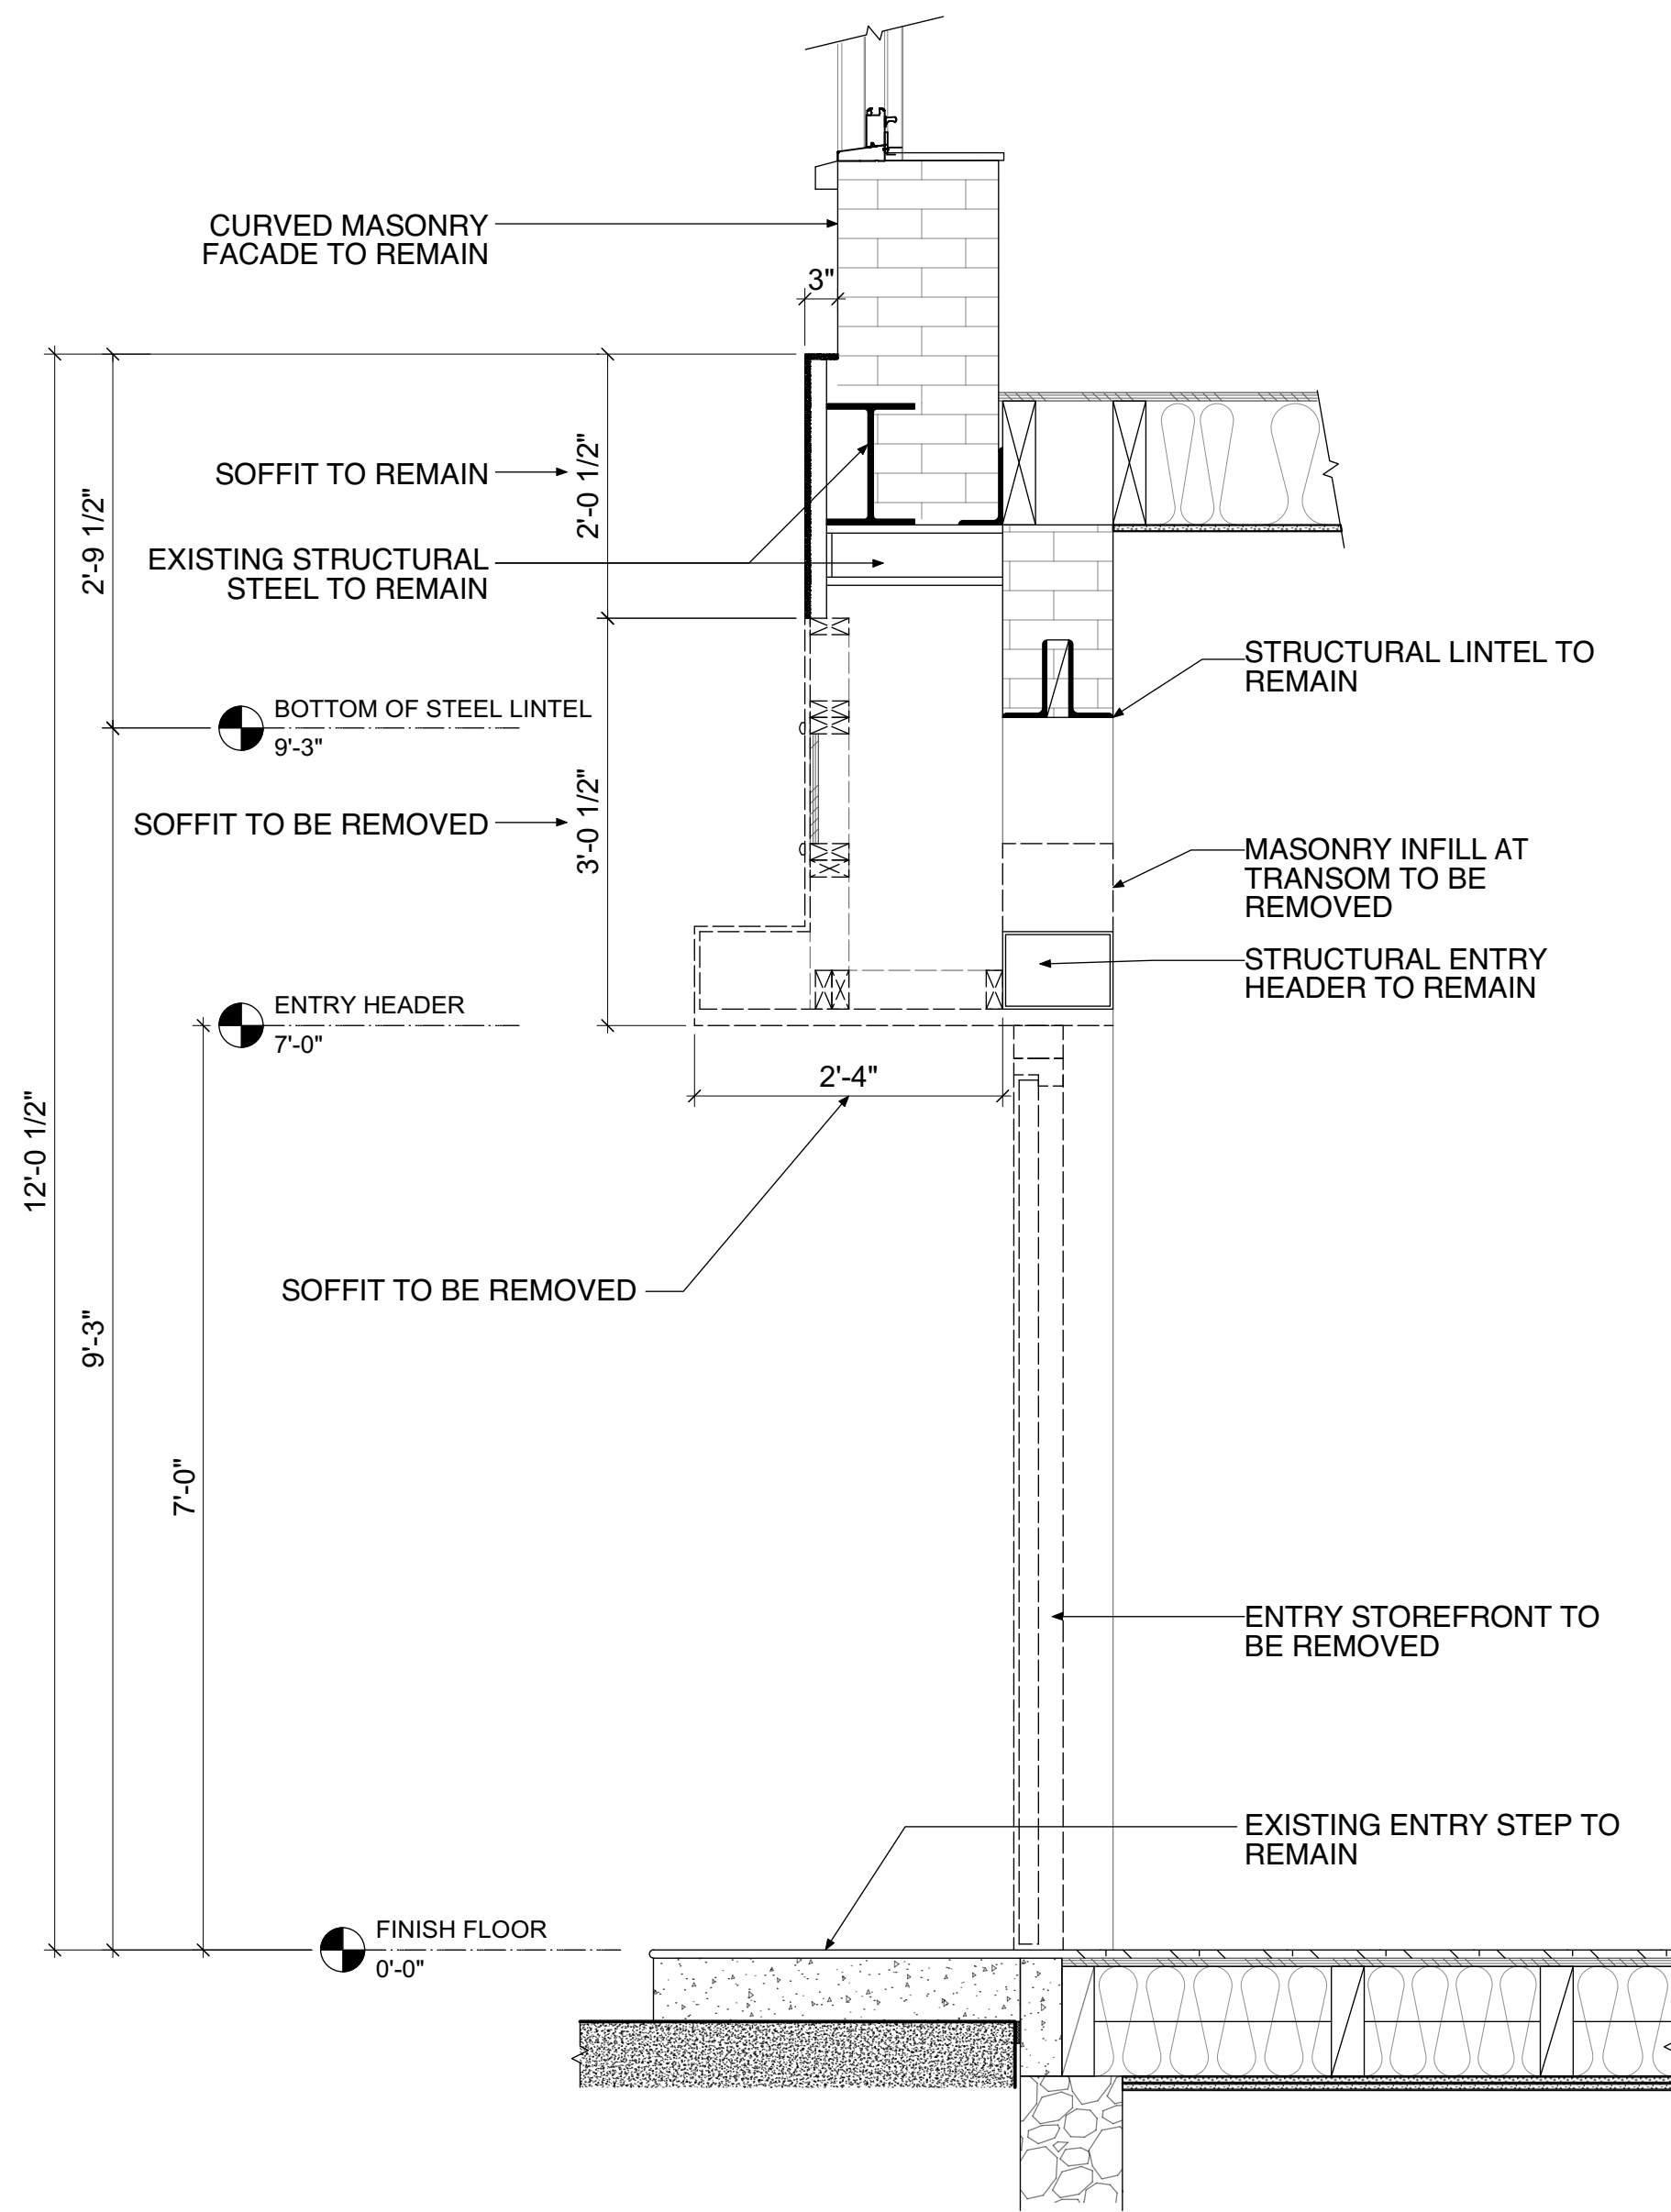 CURVED MASONRY
FACADE TO REMAIN
3"
SOFFIT TO REMAIN
2'-0 1/2"
2'-9 1/2"
EXISTING STRUCTURAL
STEEL TO REMAIN
STRUCTURAL LINTEL TO
REMAIN
BOTTOM OF STEEL LINTEL
9'-3"
SOFFIT TO BE REMOVED
3'-0 1/2"
MASONRY INFILL AT
TRANSOM TO BE
REMOVED
STRUCTURAL ENTRY
HEADER TO REMAIN
ENTRY HEADER
7'-0"
2'-4"
12'-0 1/2"
SOFFIT TO BE REMOVED
9'-3"
7'-0"
ENTRY STOREFRONT TO
BE REMOVED
EXISTING ENTRY STEP TO
REMAIN
FINISH FLOOR
0'-0"